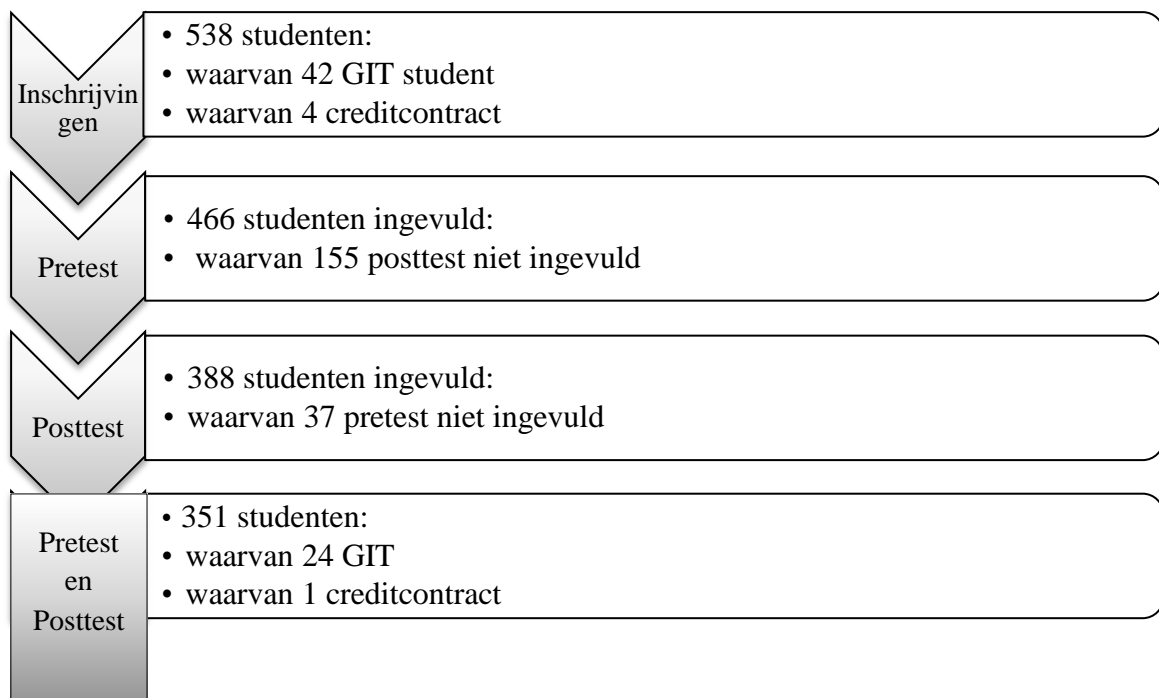 Inschrijvin
gen
• 538 studenten:
• waarvan 42 GIT student
• waarvan 4 creditcontract
Pretest
• 466 studenten ingevuld:
• waarvan 155 posttest niet ingevuld
Posttest
• 388 studenten ingevuld:
• waarvan 37 pretest niet ingevuld
Pretest
en
Posttest
• 351 studenten:
• waarvan 24 GIT
• waarvan 1 creditcontract